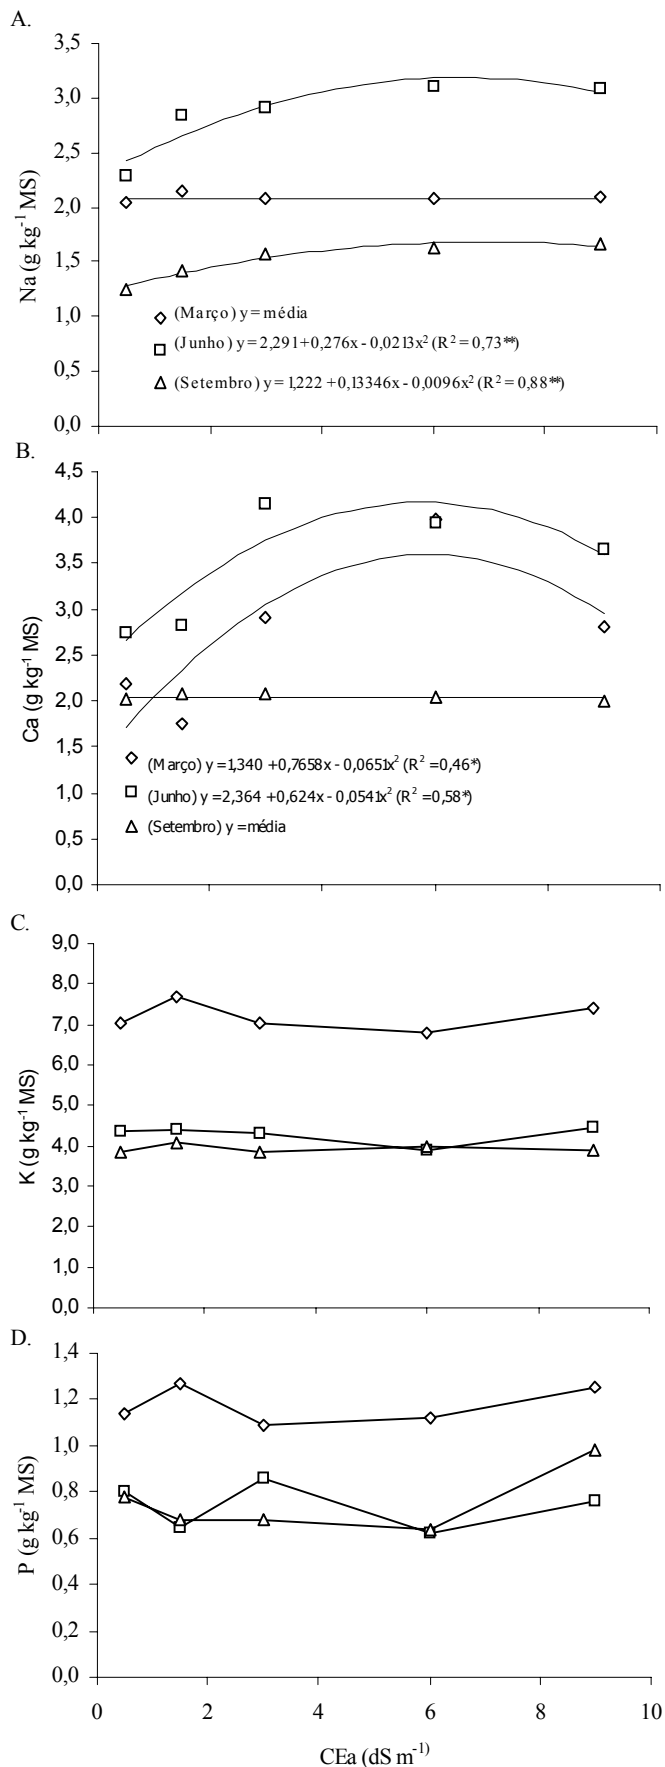 A.
3,5
3,0
2,5
2,0
1,5
1,0
0,5
0,0
Na (g kg⁻¹ MS)
(Março) y = média
(Junho) y = 2,291 + 0,276x - 0,0213x² (R² = 0,73**)
(Setembro) y = 1,222 + 0,13346x - 0,0096x² (R² = 0,88**)
B.
4,5
4,0
3,5
3,0
2,5
2,0
1,5
1,0
0,5
0,0
Ca (g kg⁻¹ MS)
(Março) y = 1,340 + 0,7658x - 0,0651x² (R² = 0,46*)
(Junho) y = 2,364 + 0,624x - 0,0541x² (R² = 0,58*)
(Setembro) y = média
C.
9,0
8,0
7,0
6,0
5,0
4,0
3,0
2,0
1,0
0,0
K (g kg⁻¹ MS)
D.
1,4
1,2
1,0
0,8
0,6
0,4
0,2
0,0
P (g kg⁻¹ MS)
0 2 4 6 8 10
CEa (dS m⁻¹)